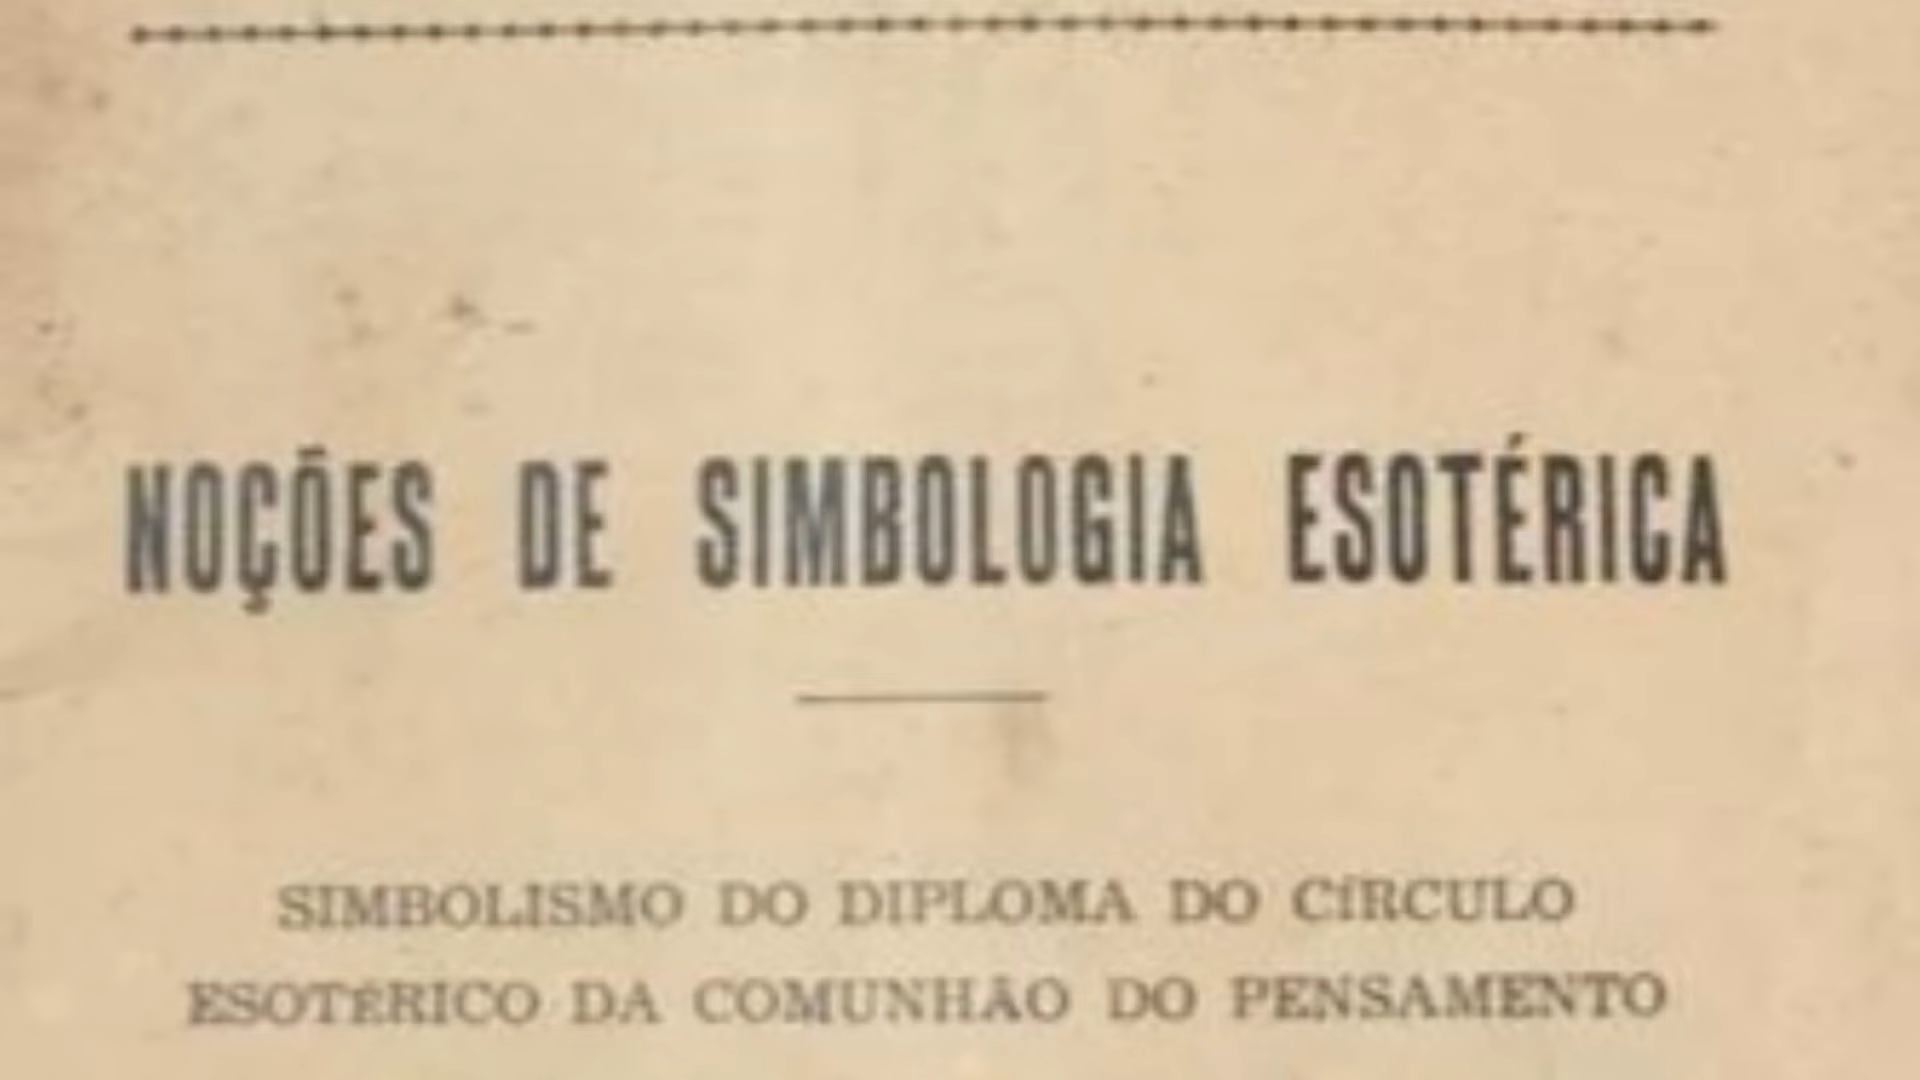 NOÇÕES DE SIMBOLOGIA ESOTÉRICA
SIMBOLISMO DO DIPLOMA DO CÍRCULO
ESOTÉRICO DA COMUNHÃO DO PENSAMENTO